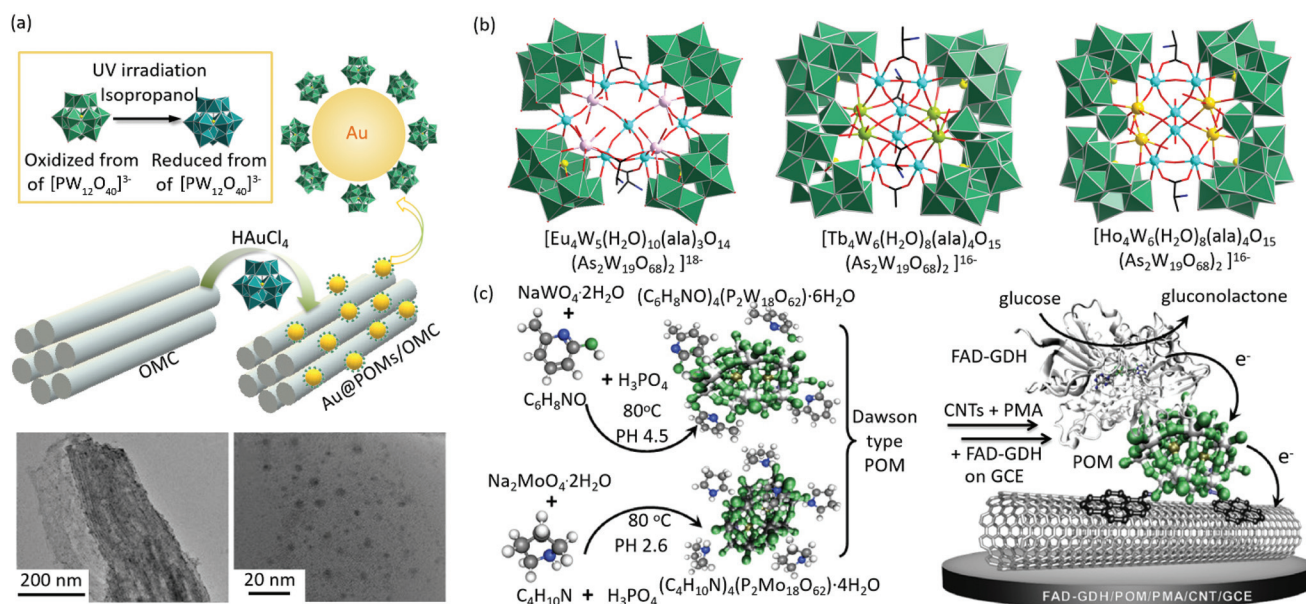 (a)
UV irradiation
Isopropanol
Oxidized from
of [PW₁₂O₄₀]³⁻
Reduced from
of [PW₁₂O₄₀]³⁻
Au
HAuCl₄
OMC
Au@POMs/OMC
200 nm
20 nm
(b)
[Eu₄W₅(H₂O)₁₀(ala)₃O₁₄
(As₂W₁₉O₆₈)₂ ]¹⁸⁻
[Tb₄W₆(H₂O)₈(ala)₄O₁₅
(As₂W₁₉O₆₈)₂ ]¹⁶⁻
[Ho₄W₆(H₂O)₈(ala)₄O₁₅
(As₂W₁₉O₆₈)₂ ]¹⁶⁻
(c)
NaWO₄·2H₂O
+
C₆H₈NO
+ H₃PO₄
80°C
PH 4.5
(C₆H₈NO)₄(P₂W₁₈O₆₂)·6H₂O
Na₂MoO₄·2H₂O
+
C₄H₁₀N + H₃PO₄
80 °C
PH 2.6
(C₄H₁₀N)₄(P₂Mo₁₈O₆₂)·4H₂O
Dawson
type
POM
CNTs + PMA
+ FAD-GDH
on GCE
glucose
gluconolactone
FAD-GDH
e⁻
POM
e⁻
FAD-GDH/POM/PMA/CNT/GCE